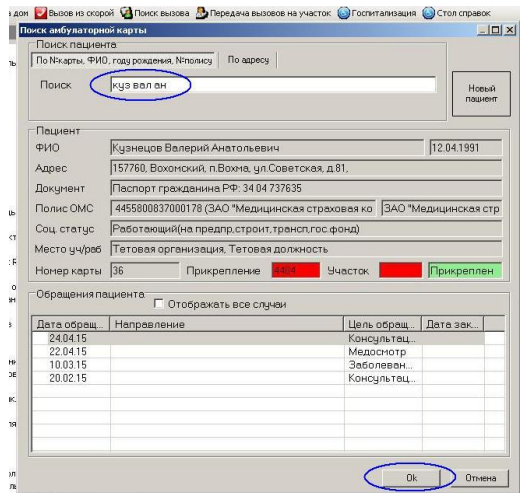 дом Вызов из скорой Поиск вызова Передача вызовов на участок Госпитализация Стол справок
Поиск амбулаторной карты
Поиск пациента
По №карты, ФИО, году рождения, №полису По адресу
Поиск куз вал ан
Новый пациент
Пациент
ФИО Кузнецов Валерий Анатольевич 12.04.1991
Адрес 157760, Вохомский, п.Вохма, ул.Советская, д.81,
Документ Паспорт гражданина РФ: 34 04 737635
Полис ОМС 4455800837000178 (ЗАО "Медицинская страховая ко ЗАО "Медицинская стр
Соц. статус Работающий(на предпр,строит,трансп,гос.фонд)
Место уч/раб Тетовая организация, Тетовая должность
Номер карты 36 Прикрепление 4404 Участок Прикреплен
Обращения пациента
Отображать все случаи
Дата обращ... Направление Цель обращ... Дата зак...
24.04.15 Консультац...
22.04.15 Медосмотр
10.03.15 Заболеван...
20.02.15 Консультац...
Ok Отмена